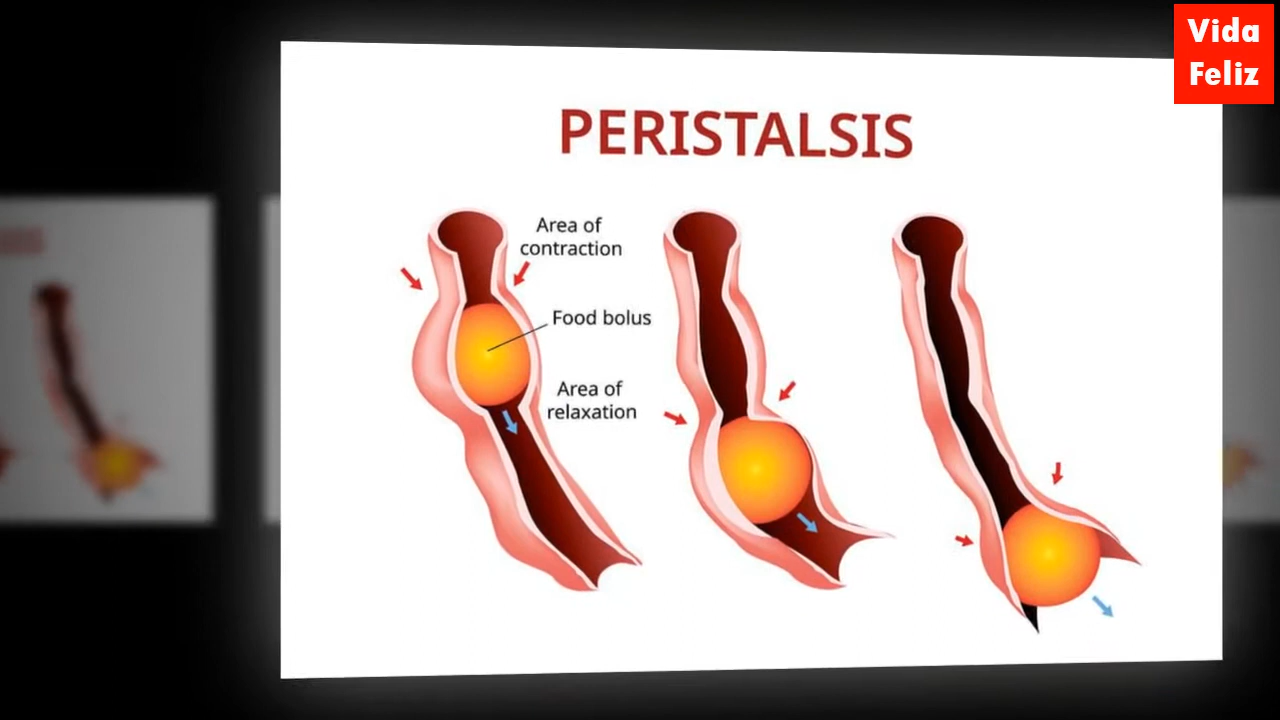 Vida
Feliz
PERISTALSIS
Area of
contraction
Food bolus
Area of
relaxation